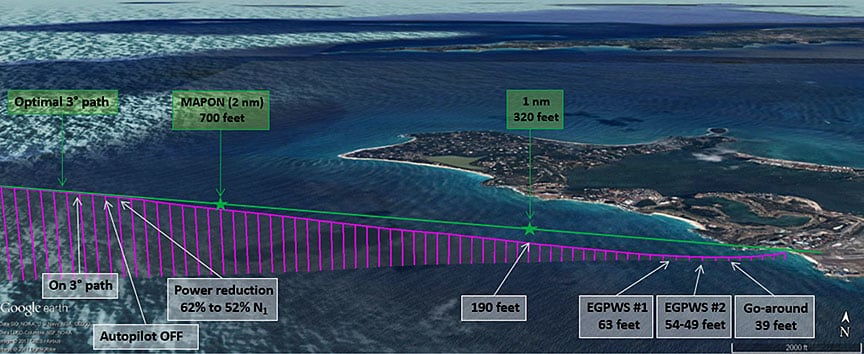 Optimal 3° path
MAPON (2 nm)
700 feet
1 nm
320 feet
On 3° path
Autopilot OFF
Power reduction
62% to 52% N1
190 feet
EGPWS #1
63 feet
EGPWS #2
54-49 feet
Go-around
39 feet
Google earth
N
2000 ft